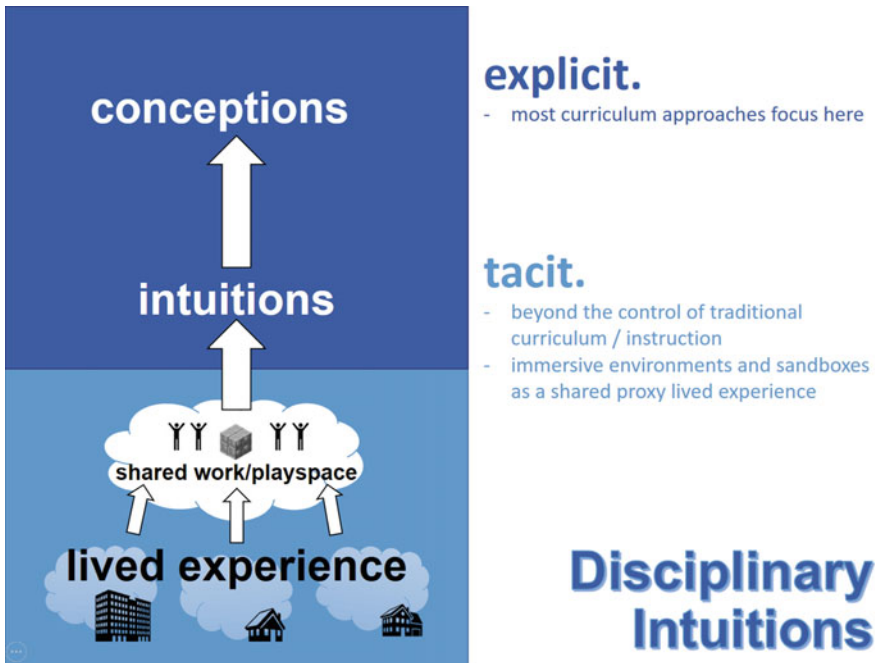 conceptions
intuitions
shared work/playspace
lived experience
explicit.
- most curriculum approaches focus here
tacit.
- beyond the control of traditional
curriculum / instruction
- immersive environments and sandboxes
as a shared proxy lived experience
Disciplinary
Intuitions